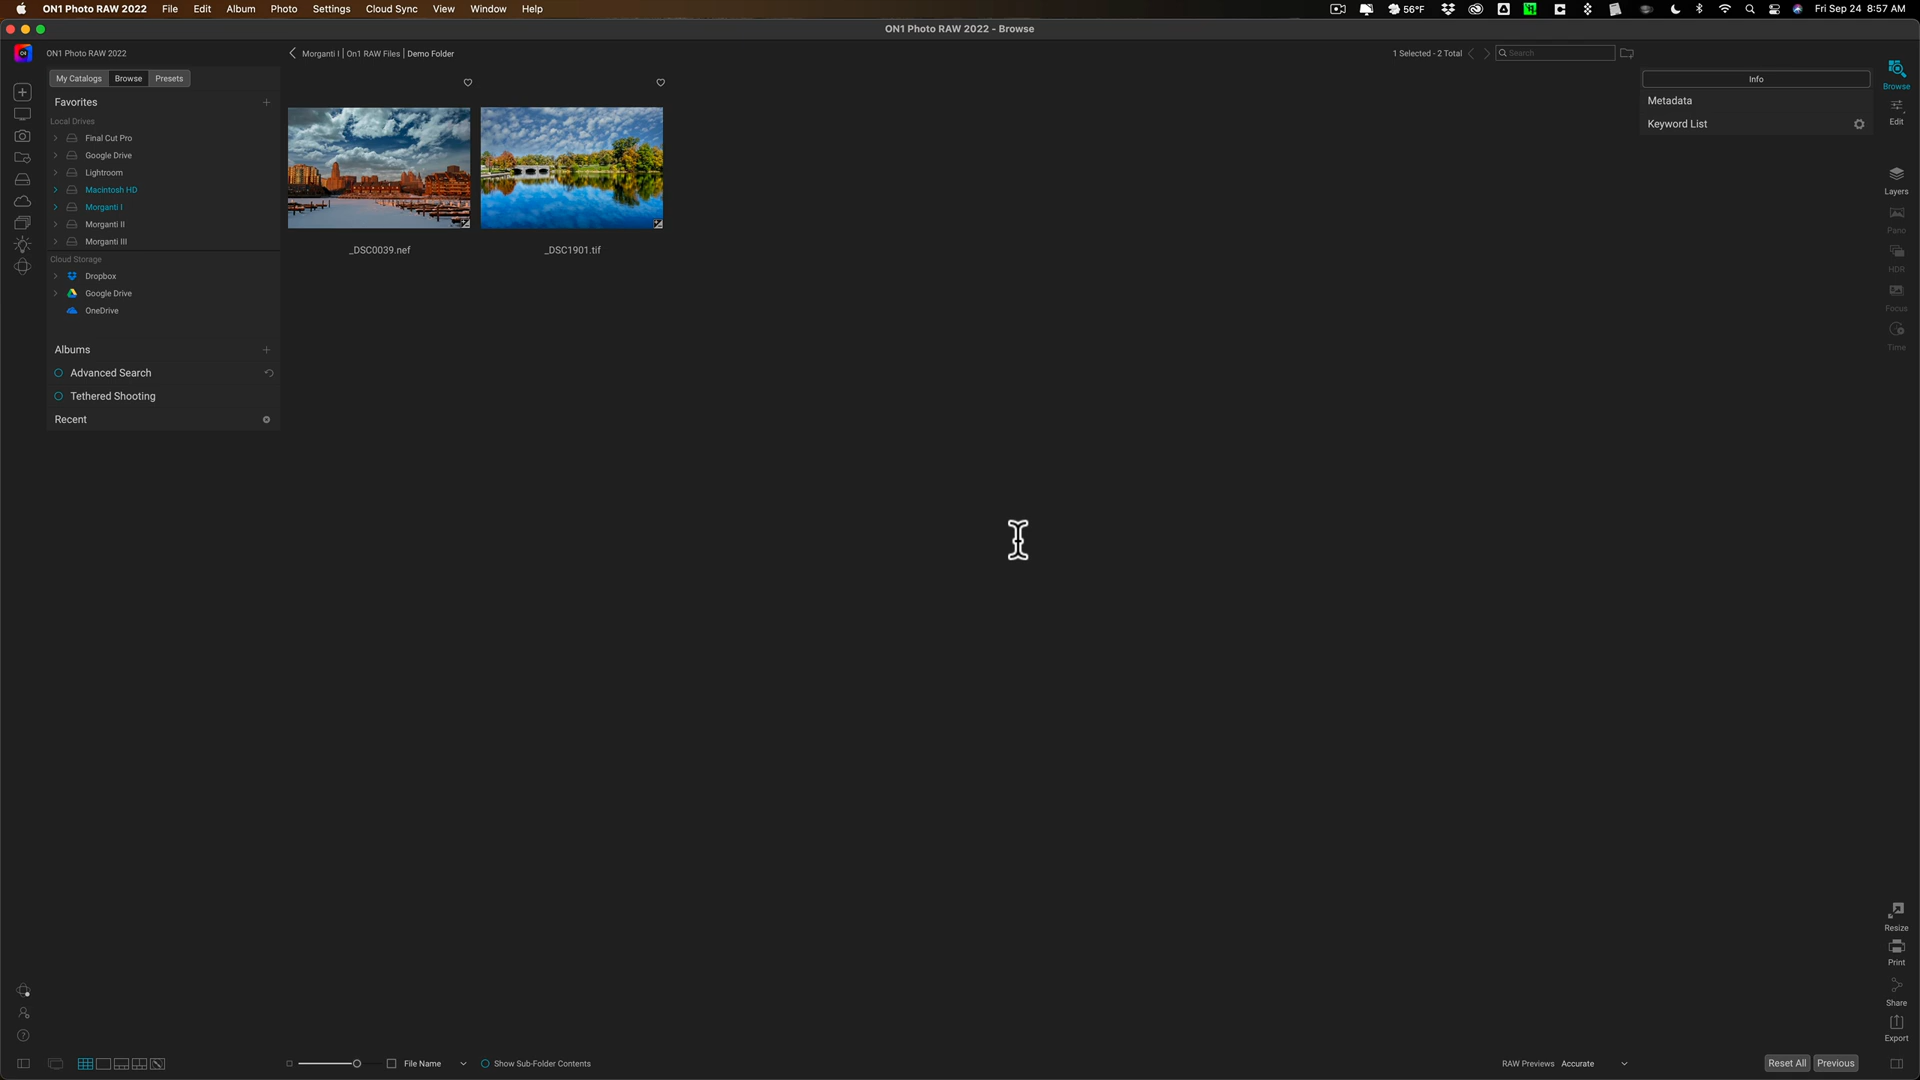 ON1 Photo RAW 2022 File Edit Album Photo Settings Cloud Sync View Window Help 56°F Fri Sep 24 8:57 AM
ON1 Photo RAW 2022 - Browse
ON1 Photo RAW 2022
Morganti I | On1 RAW Files | Demo Folder
1 Selected - 2 Total
Search
My Catalogs Browse Presets
Info
Browse
Favorites
Metadata
Local Drives
Edit
Keyword List
Final Cut Pro
Google Drive
Lightroom
Macintosh HD
Layers
Morganti I
Morganti II
Pano
Morganti III
_DSC0039.nef
_DSC1901.tif
Cloud Storage
HDR
Dropbox
Google Drive
OneDrive
Focus
Time
Albums
Advanced Search
Tethered Shooting
Recent
Resize
Print
Share
Export
File Name
Show Sub-Folder Contents
RAW Previews Accurate
Reset All Previous